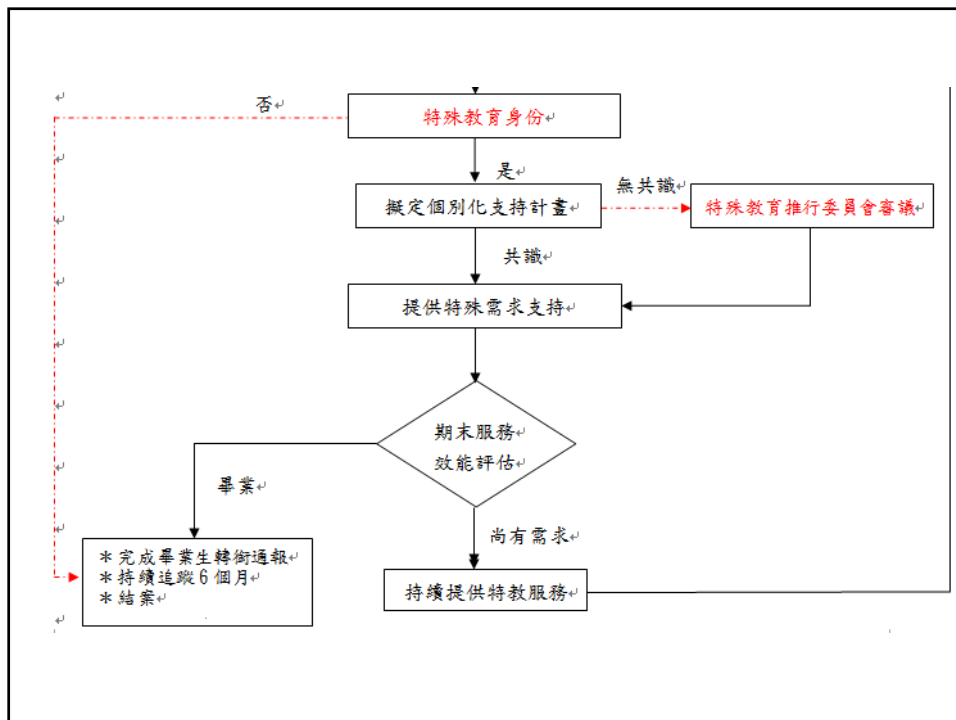 否
特殊教育身份
是
擬定個別化支持計畫
無共識
特殊教育推行委員會審議
共識
提供特殊需求支持
期末服務
效能評估
畢業
尚有需求
＊完成畢業生轉銜通報
＊持續追蹤6個月
＊結案
持續提供特教服務